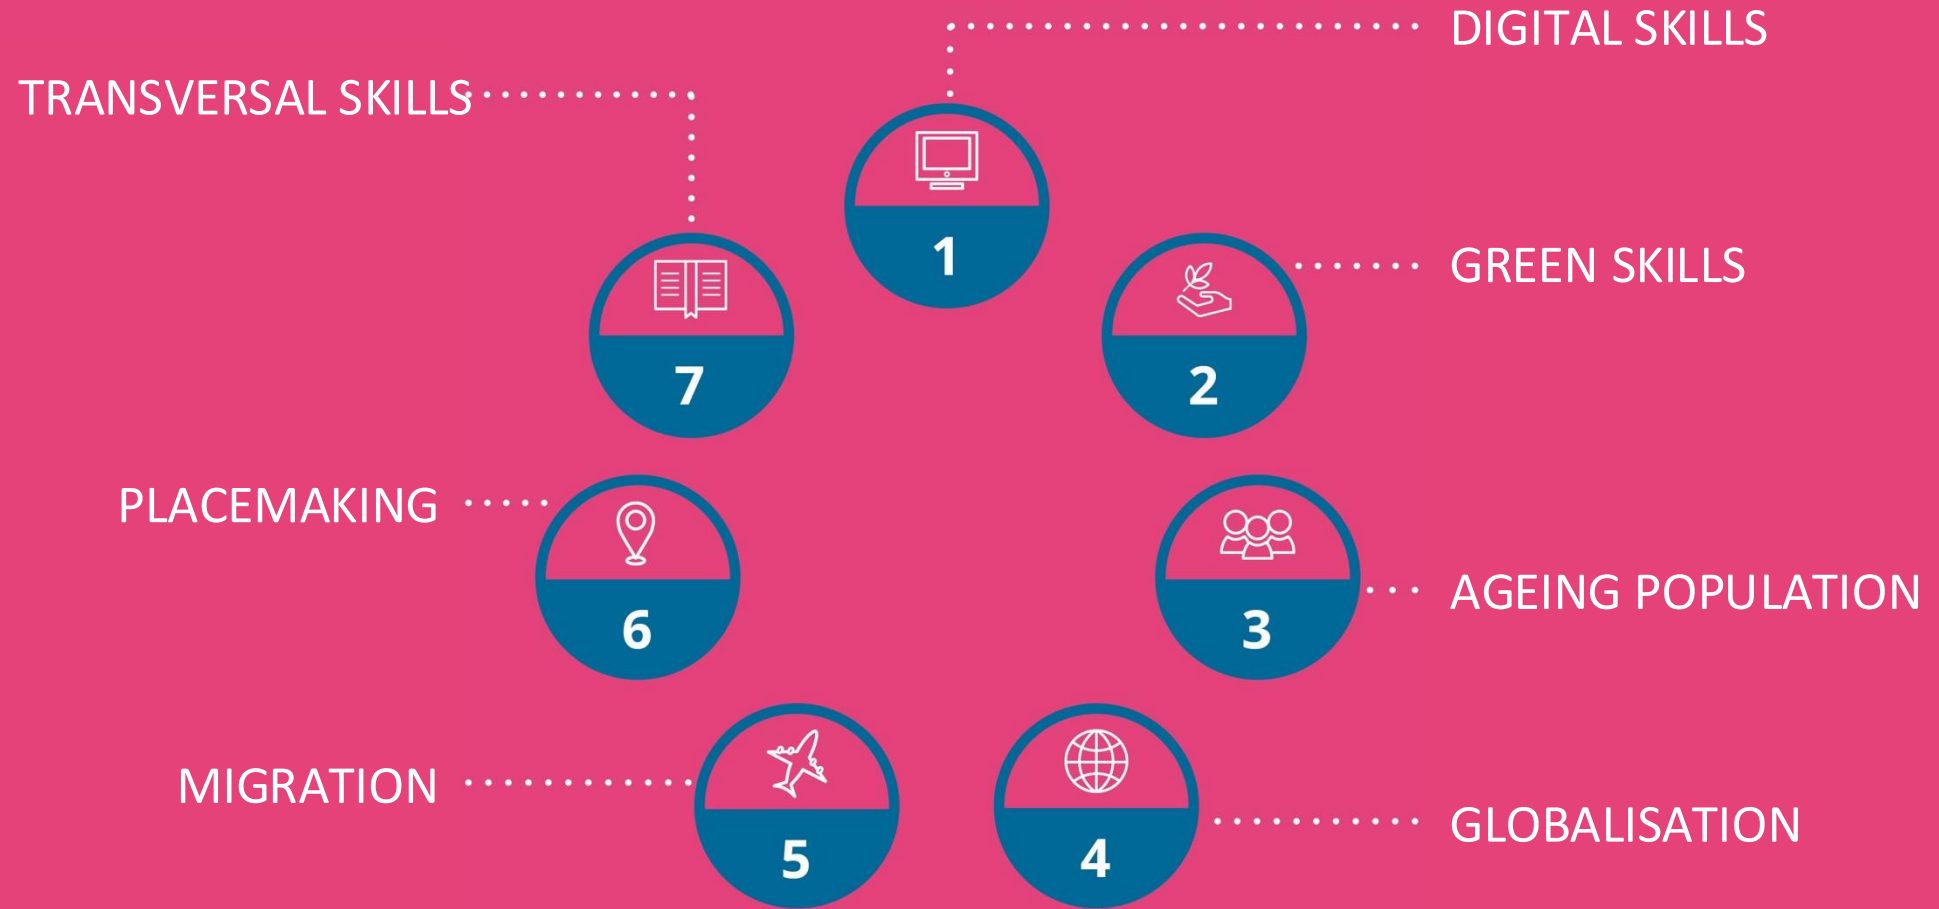 DIGITAL SKILLS
TRANSVERSAL SKILLS
1
GREEN SKILLS
7
2
PLACEMAKING
AGEING POPULATION
6
3
MIGRATION
GLOBALISATION
5
4